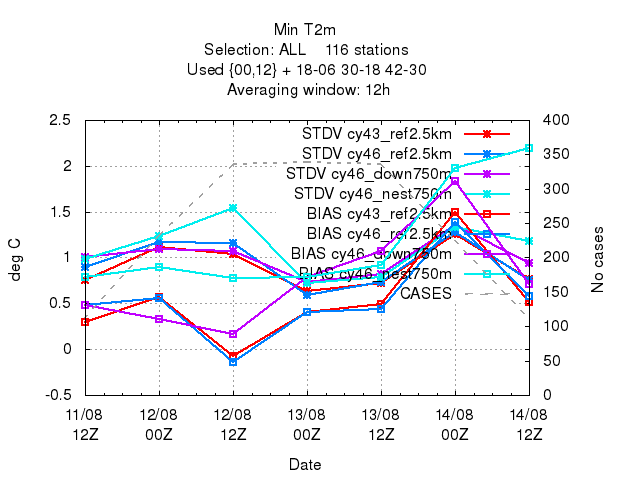 Min T2m
Selection: ALL    116 stations
Used {00,12} + 18-06 30-18 42-30
Averaging window: 12h
deg C
No cases
2.5
2
1.5
1
0.5
0
-0.5
400
350
300
250
200
150
100
50
0
STDV cy43_ref2.5km
STDV cy46_ref2.5km
STDV cy46_down750m
STDV cy46_nest750m
BIAS cy43_ref2.5km
BIAS cy46_ref2.5km
BIAS cy46_down750m
BIAS cy46_nest750m
CASES
11/08 12Z
12/08 00Z
12/08 12Z
13/08 00Z
13/08 12Z
14/08 00Z
14/08 12Z
Date